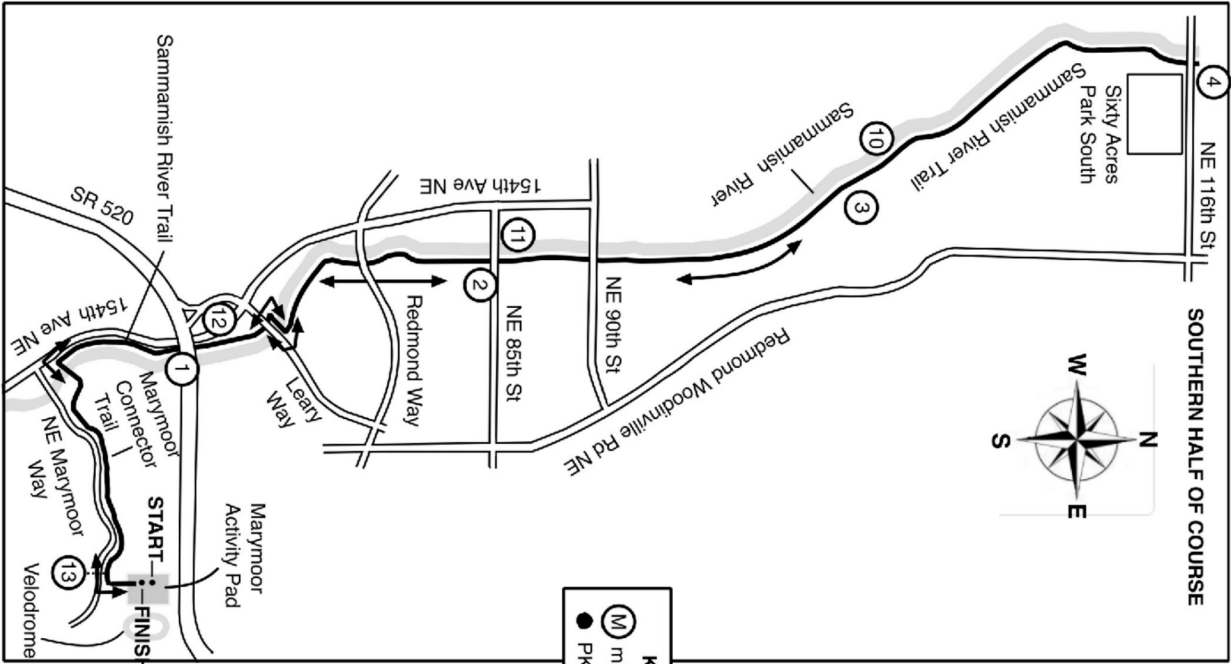 SOUTHERN HALF OF COURSE
N
W
E
S
4
NE 116th St
Sixty Acres
Park South
Sammamish River Trail
10
Sammamish River
3
Redmond Woodinville Rd NE
154th Ave NE
NE 90th St
11
2
NE 85th St
Redmond Way
Leary
Way
12
SR 520
Sammamish River Trail
154th Ave NE
1
Marymoor
Connector
Trail
NE Marymoor
Way
START
FINISH
Marymoor
Activity Pad
13
Velodrome
M